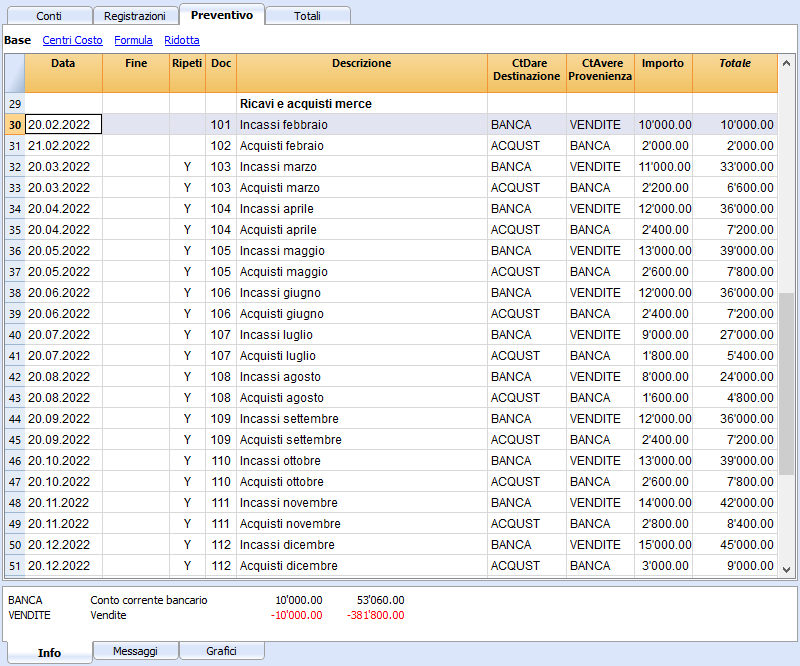 Conti Registrazioni Preventivo Totali
Base Centri Costo Formula Ridotta
Data Fine Ripeti Doc Descrizione CtDare CtAvere Importo Totale
Destinazione Provenienza
29 Ricavi e acquisti merce
30 20.02.2022 101 Incassi febbraio BANCA VENDITE 10'000.00 10'000.00
31 21.02.2022 102 Acquisti febraio ACQUST BANCA 2'000.00 2'000.00
32 20.03.2022 Y 103 Incassi marzo BANCA VENDITE 11'000.00 33'000.00
33 20.03.2022 Y 103 Acquisti marzo ACQUST BANCA 2'200.00 6'600.00
34 20.04.2022 Y 104 Incassi aprile BANCA VENDITE 12'000.00 36'000.00
35 20.04.2022 Y 104 Acquisti aprile ACQUST BANCA 2'400.00 7'200.00
36 20.05.2022 Y 105 Incassi maggio BANCA VENDITE 13'000.00 39'000.00
37 20.05.2022 Y 105 Acquisti maggio ACQUST BANCA 2'600.00 7'800.00
38 20.06.2022 Y 106 Incassi giugno BANCA VENDITE 12'000.00 36'000.00
39 20.06.2022 Y 106 Acquisti giugno ACQUST BANCA 2'400.00 7'200.00
40 20.07.2022 Y 107 Incassi luglio BANCA VENDITE 9'000.00 27'000.00
41 20.07.2022 Y 107 Acquisti luglio ACQUST BANCA 1'800.00 5'400.00
42 20.08.2022 Y 108 Incassi agosto BANCA VENDITE 8'000.00 24'000.00
43 20.08.2022 Y 108 Acquisti agosto ACQUST BANCA 1'600.00 4'800.00
44 20.09.2022 Y 109 Incassi settembre BANCA VENDITE 12'000.00 36'000.00
45 20.09.2022 Y 109 Acquisti settembre ACQUST BANCA 2'400.00 7'200.00
46 20.10.2022 Y 110 Incassi ottobre BANCA VENDITE 13'000.00 39'000.00
47 20.10.2022 Y 110 Acquisti ottobre ACQUST BANCA 2'600.00 7'800.00
48 20.11.2022 Y 111 Incassi novembre BANCA VENDITE 14'000.00 42'000.00
49 20.11.2022 Y 111 Acquisti novembre ACQUST BANCA 2'800.00 8'400.00
50 20.12.2022 Y 112 Incassi dicembre BANCA VENDITE 15'000.00 45'000.00
51 20.12.2022 Y 112 Acquisti dicembre ACQUST BANCA 3'000.00 9'000.00
BANCA Conto corrente bancario 10'000.00 53'060.00
VENDITE Vendite -10'000.00 -381'800.00
Info Messaggi Grafici